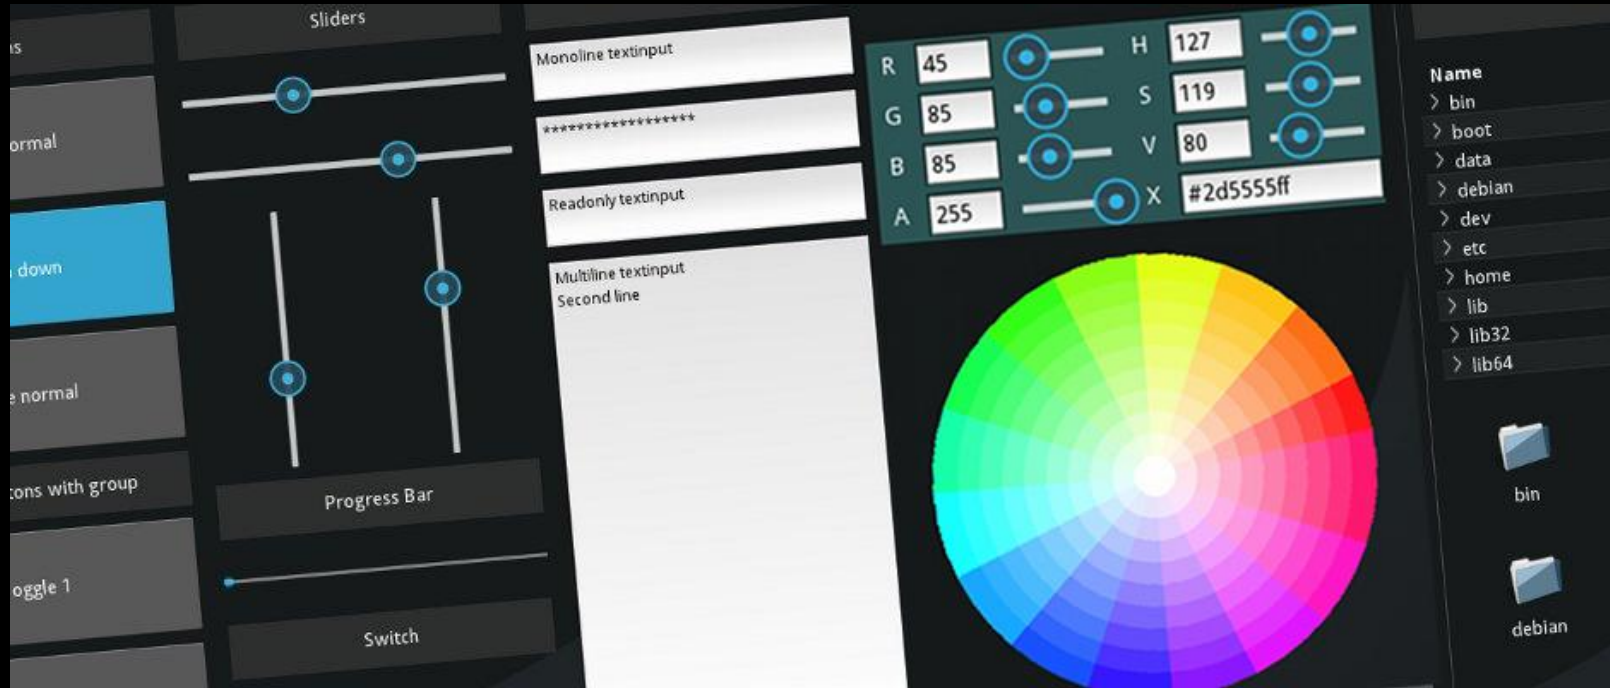 ns
ormal
down
e normal
tons with group
oggle 1
Sliders
Progress Bar
Switch
Monoline textinput
******************
Readonly textinput
Multiline textinput
Second line
R 45 H 127
G 85 S 119
B 85 V 80
A 255 X #2d5555ff
Name
> bin
> boot
> data
> debian
> dev
> etc
> home
> lib
> lib32
> lib64
bin
debian